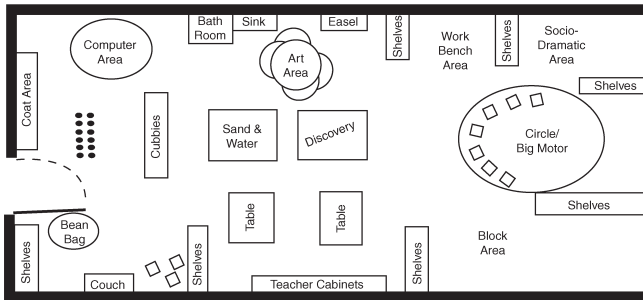 Bath
Room
Sink
Easel
Shelves
Work
Bench
Area
Shelves
Socio-
Dramatic
Area
Computer
Area
Art
Area
Shelves
Coat Area
Cubbies
Sand &
Water
Discovery
Circle/
Big Motor
Shelves
Table
Table
Bean
Bag
Block
Area
Shelves
Shelves
Shelves
Couch
Teacher Cabinets